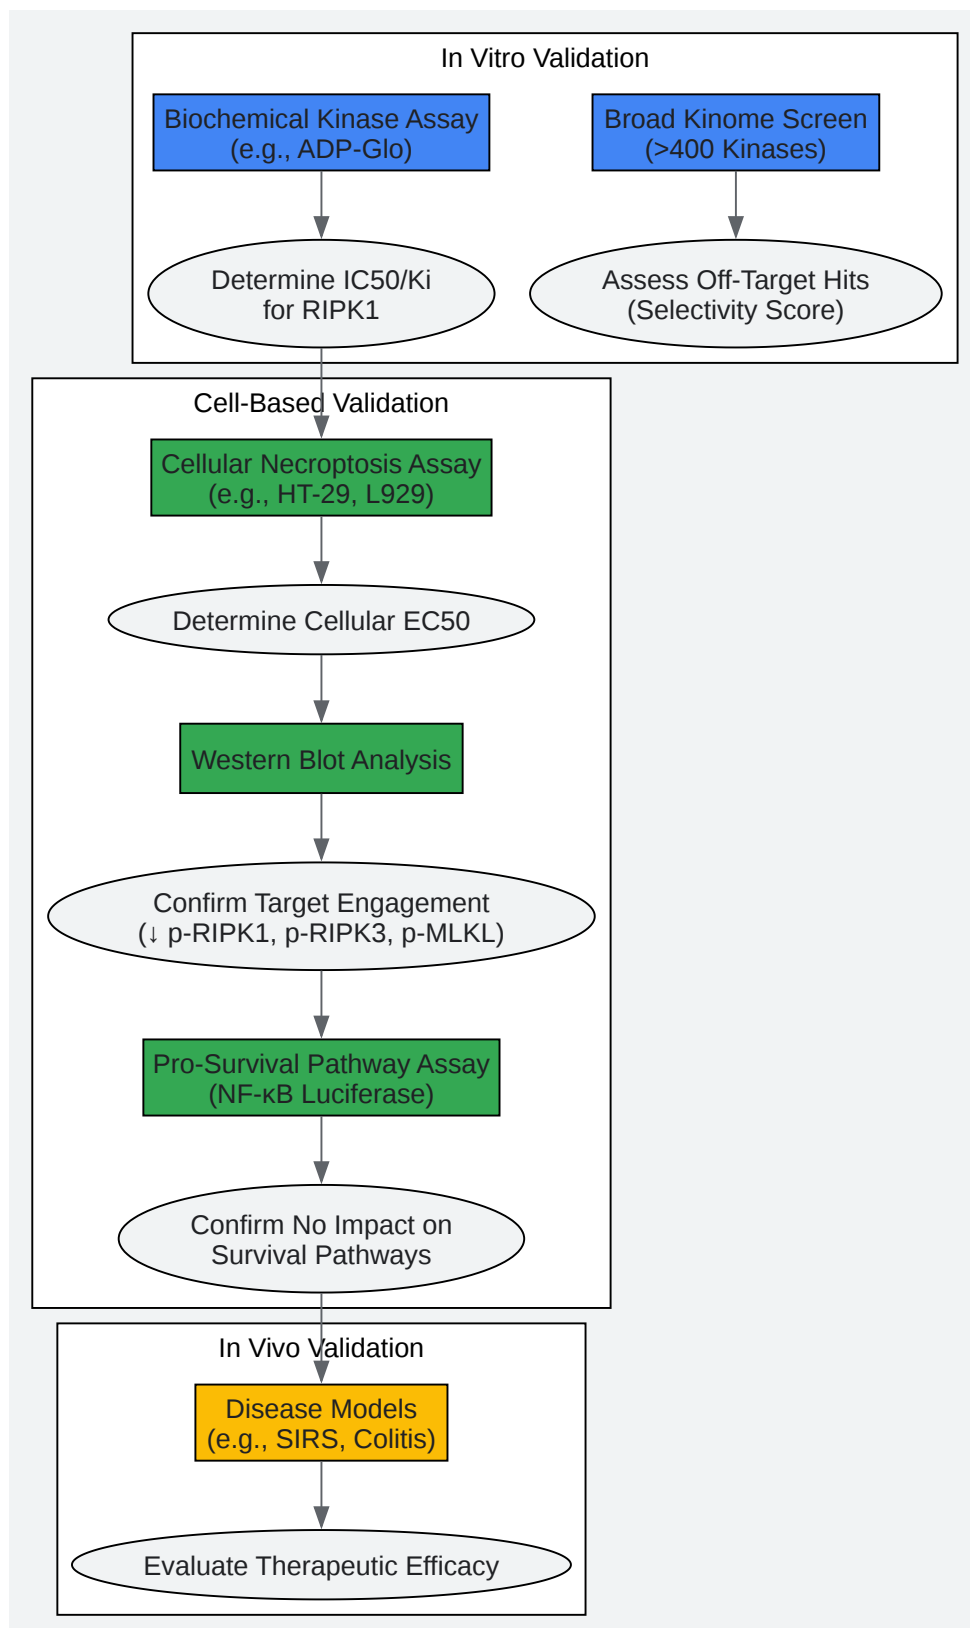 In Vitro Validation
Biochemical Kinase Assay
(e.g., ADP-Glo)
Broad Kinome Screen
(>400 Kinases)
Determine IC50/Ki
for RIPK1
Assess Off-Target Hits
(Selectivity Score)
Cell-Based Validation
Cellular Necroptosis Assay
(e.g., HT-29, L929)
Determine Cellular EC50
Western Blot Analysis
Confirm Target Engagement
(↓ p-RIPK1, p-RIPK3, p-MLKL)
Pro-Survival Pathway Assay
(NF-κB Luciferase)
Confirm No Impact on
Survival Pathways
In Vivo Validation
Disease Models
(e.g., SIRS, Colitis)
Evaluate Therapeutic Efficacy